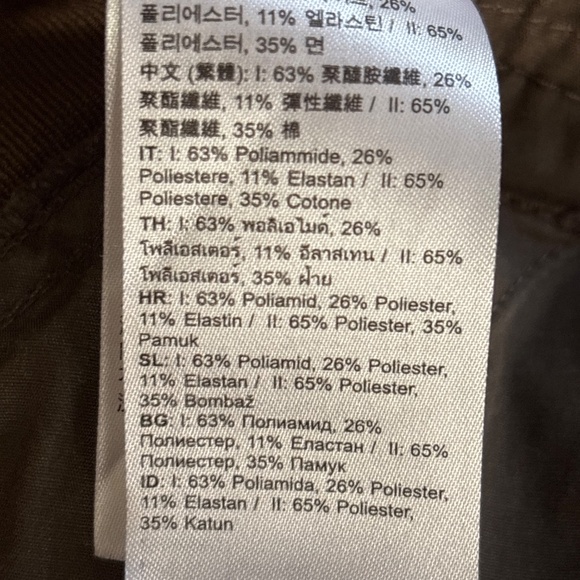 26%
폴리에스터, 11% 엘라스틴 / II: 65%
폴리에스터, 35% 면
中文 (繁體): I: 63% 聚醯胺纖維, 26%
聚酯纖維, 11% 彈性纖維 / II: 65%
聚酯纖維, 35% 棉
IT: I: 63% Poliammide, 26%
Poliestere, 11% Elastan / II: 65%
Poliestere, 35% Cotone
TH: I: 63% พอลิเอไมด์, 26%
โพลีเอสเตอร์, 11% อีลาสเทน / II: 65%
โพลีเอสเตอร์, 35% ฝ้าย
HR: I: 63% Poliamid, 26% Poliester,
11% Elastin / II: 65% Poliester, 35%
Pamuk
SL: I: 63% Poliamid, 26% Poliester,
11% Elastan / II: 65% Poliester,
35% Bombaž
BG: I: 63% Полиамид, 26%
Полиестер, 11% Еластан / II: 65%
Полиестер, 35% Памук
ID: I: 63% Poliamida, 26% Poliester,
11% Elastan / II: 65% Poliester,
35% Katun